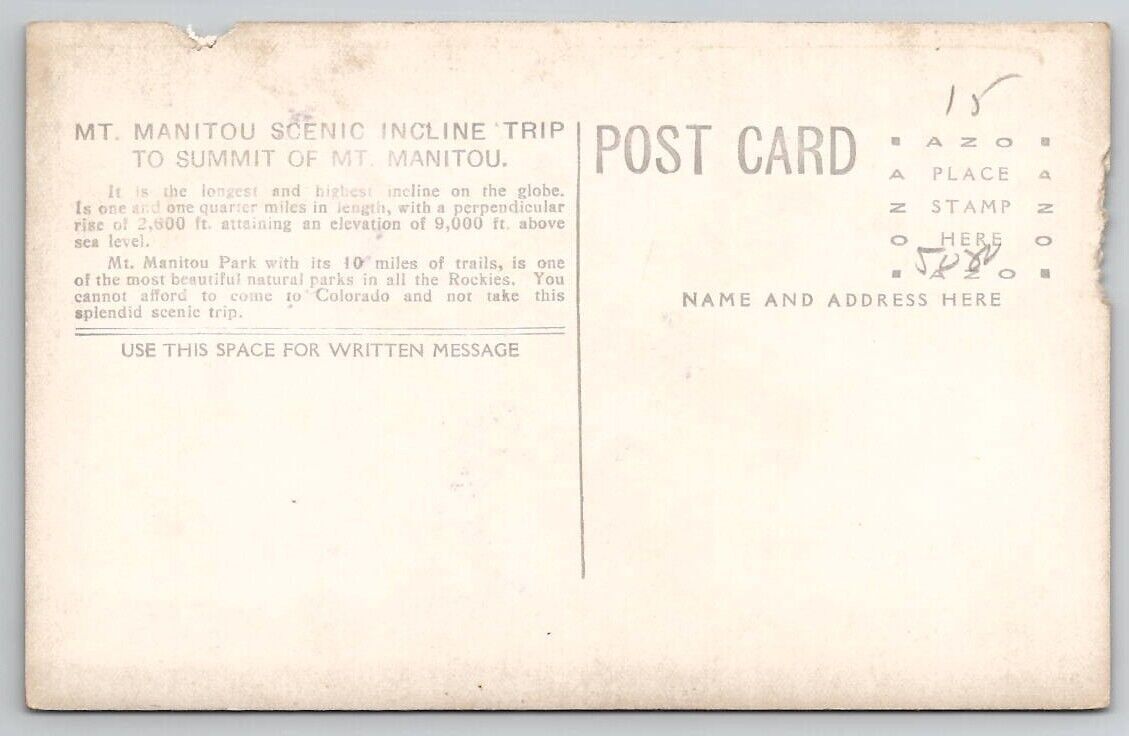 MT. MANITOU SCENIC INCLINE TRIP
TO SUMMIT OF MT. MANITOU.
It is the longest and highest incline on the globe.
Is one and one quarter miles in length, with a perpendicular
rise of 2,600 ft. attaining an elevation of 9,000 ft. above
sea level.
Mt. Manitou Park with its 10 miles of trails, is one
of the most beautiful natural parks in all the Rockies. You
cannot afford to come to Colorado and not take this
splendid scenic trip.
USE THIS SPACE FOR WRITTEN MESSAGE
POST CARD
15
AZO
A PLACE A
Z STAMP Z
O HERE O
AZO
NAME AND ADDRESS HERE